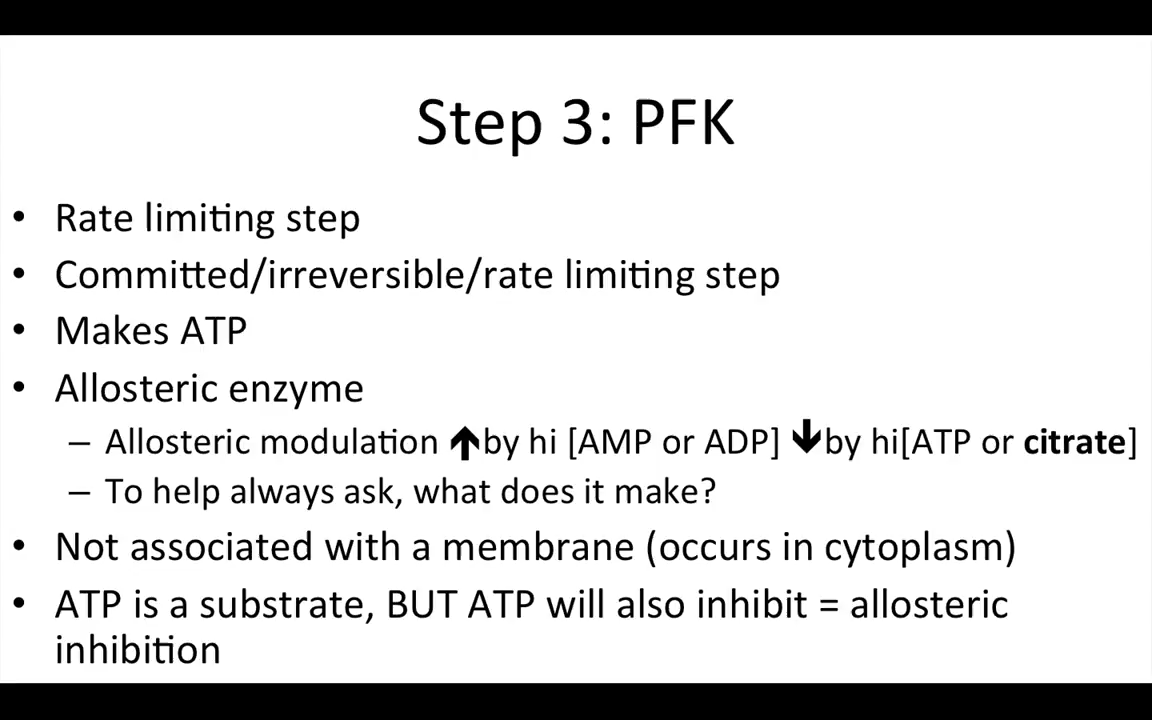 Step 3: PFK
• Rate limiting step
• Committed/irreversible/rate limiting step
• Makes ATP
• Allosteric enzyme
– Allosteric modulation ⬆by hi [AMP or ADP] ⬇by hi[ATP or citrate]
– To help always ask, what does it make?
• Not associated with a membrane (occurs in cytoplasm)
• ATP is a substrate, BUT ATP will also inhibit = allosteric
inhibition